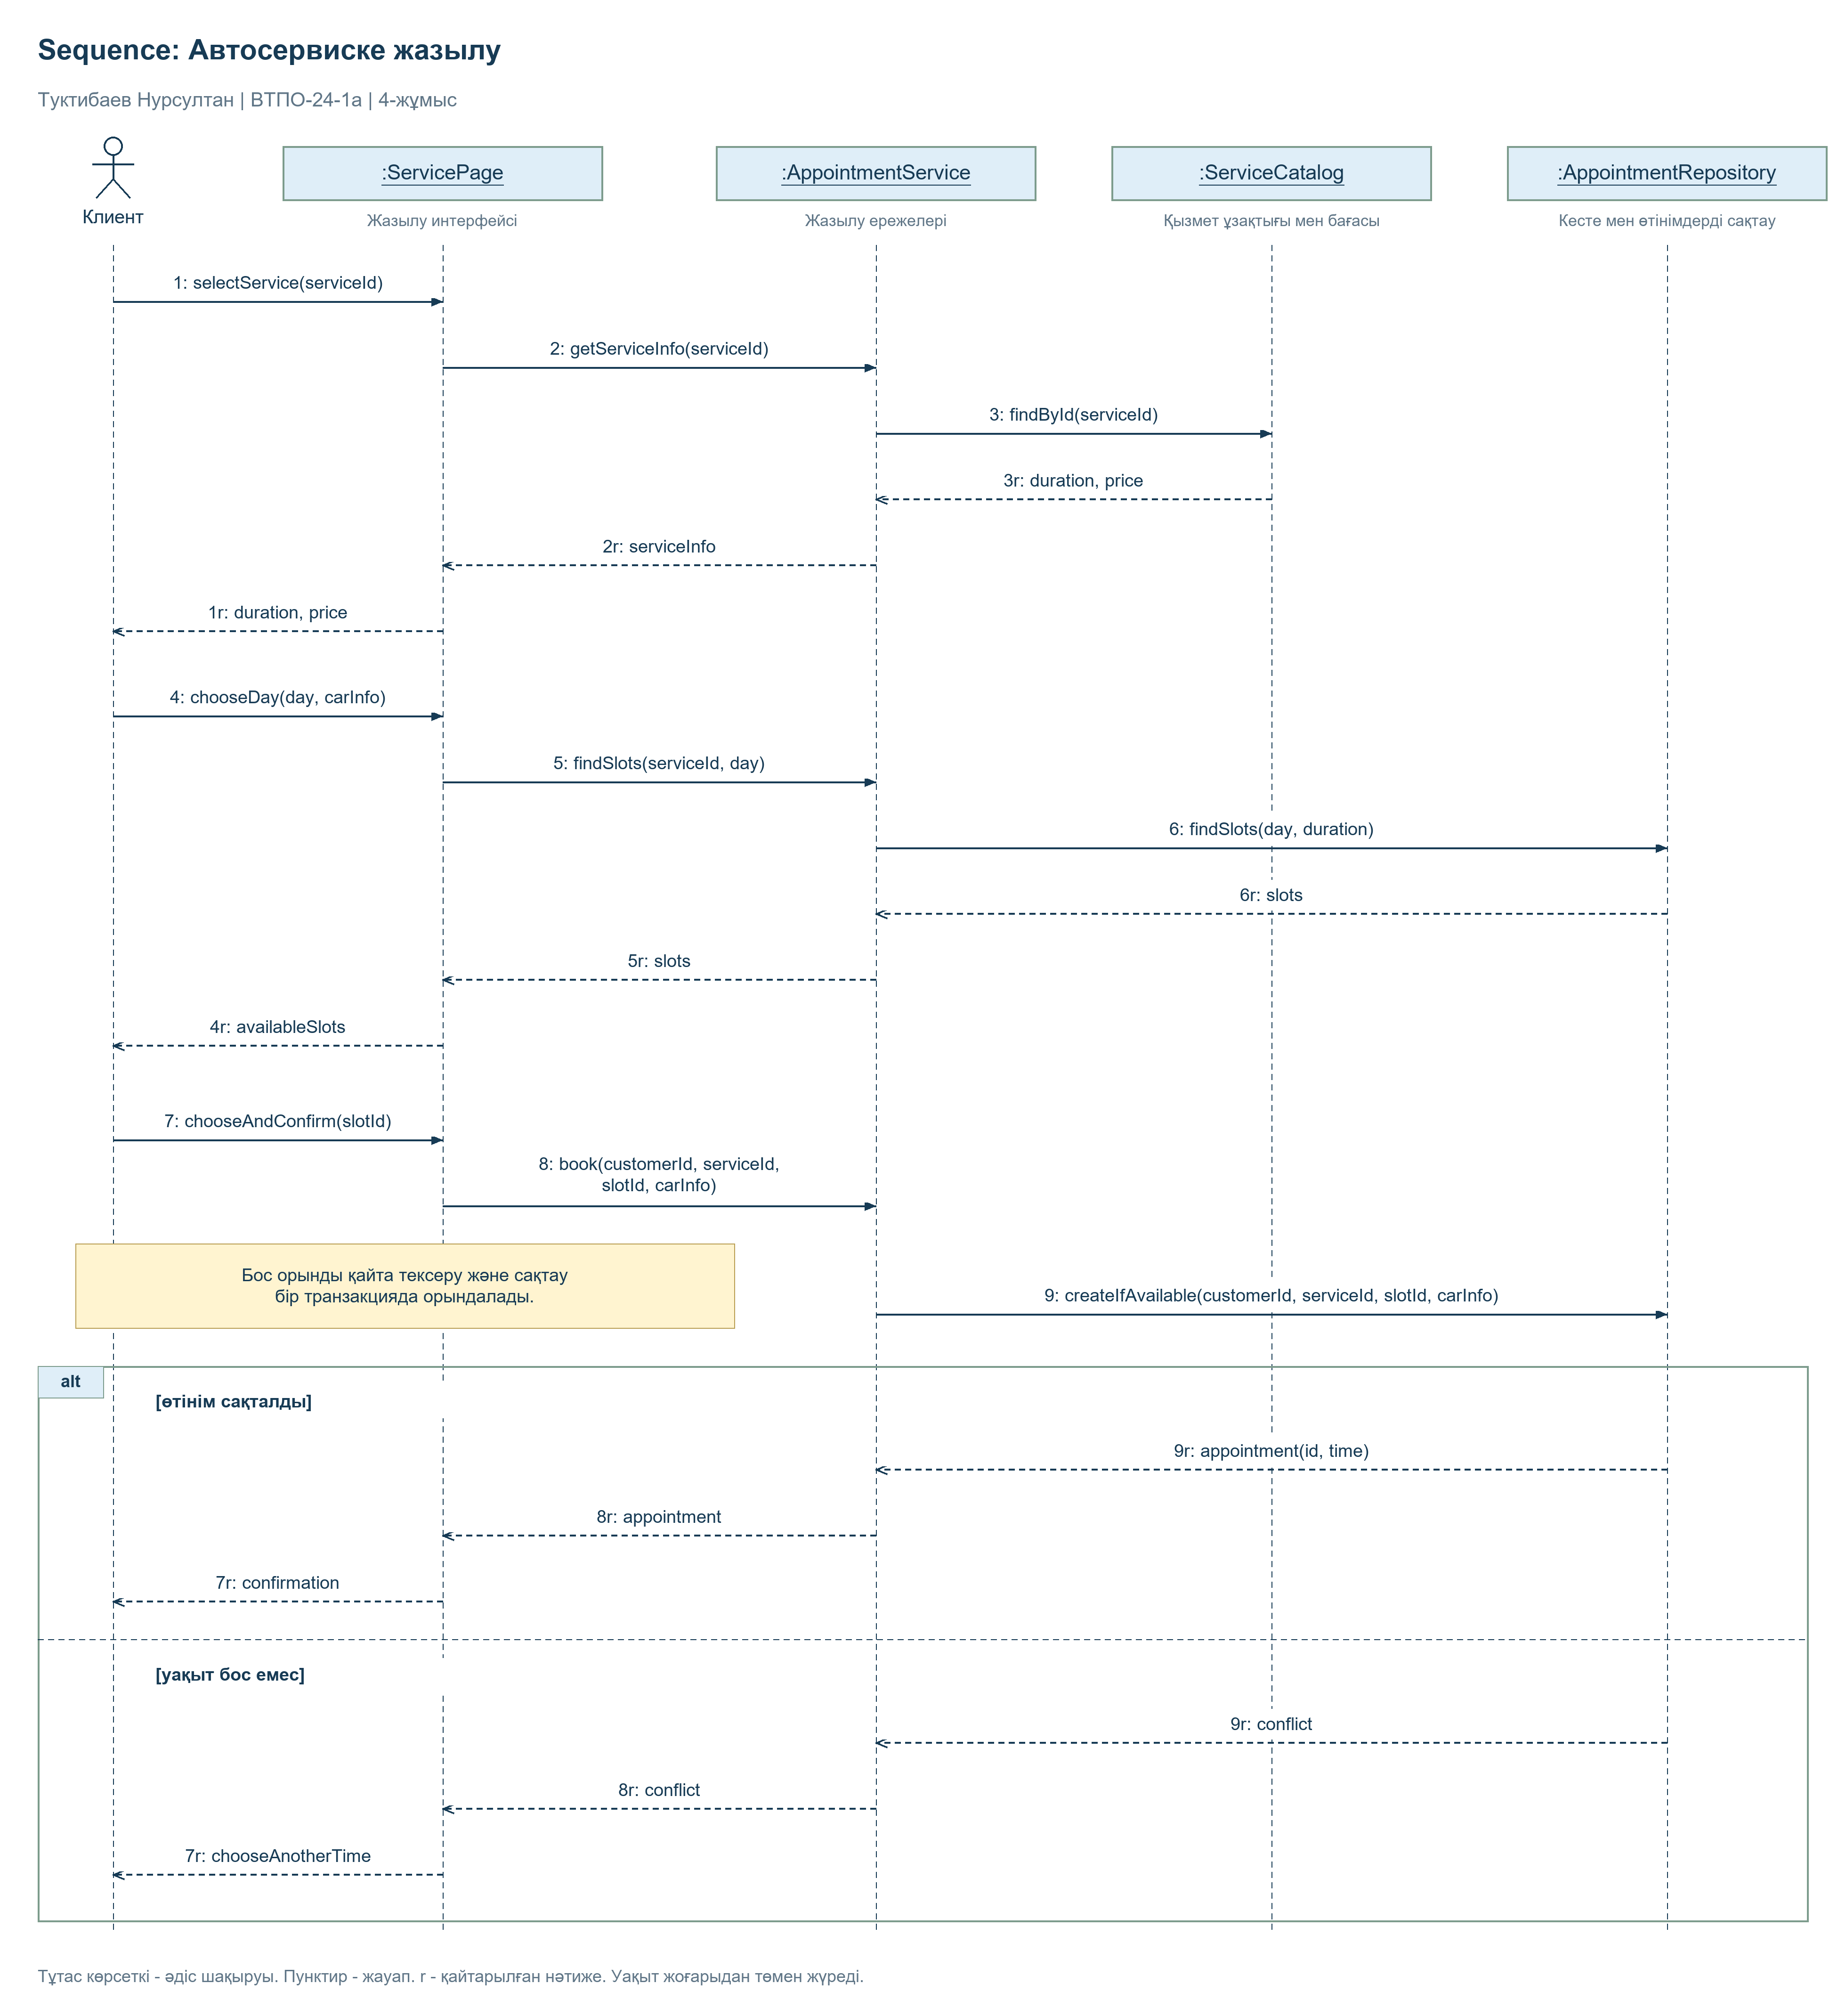 Sequence: Автосервиске жазылу
Туктибаев Нурсултан | ВТПО-24-1а | 4-жұмыс
Клиент
:ServicePage
Жазылу интерфейсі
:AppointmentService
Жазылу ережелері
:ServiceCatalog
Қызмет ұзақтығы мен бағасы
:AppointmentRepository
Кесте мен өтінімдерді сақтау
1: selectService(serviceId)
2: getServiceInfo(serviceId)
3: findById(serviceId)
3r: duration, price
2r: serviceInfo
1r: duration, price
4: chooseDay(day, carInfo)
5: findSlots(serviceId, day)
6: findSlots(day, duration)
6r: slots
5r: slots
4r: availableSlots
7: chooseAndConfirm(slotId)
8: book(customerId, serviceId,
slotId, carInfo)
Бос орынды қайта тексеру және сақтау
бір транзакцияда орындалады.
9: createIfAvailable(customerId, serviceId, slotId, carInfo)
alt
[өтінім сақталды]
9r: appointment(id, time)
8r: appointment
7r: confirmation
[уақыт бос емес]
9r: conflict
8r: conflict
7r: chooseAnotherTime
Тұтас көрсеткі - әдіс шақыруы. Пунктир - жауап. r - қайтарылған нәтиже. Уақыт жоғарыдан төмен жүреді.